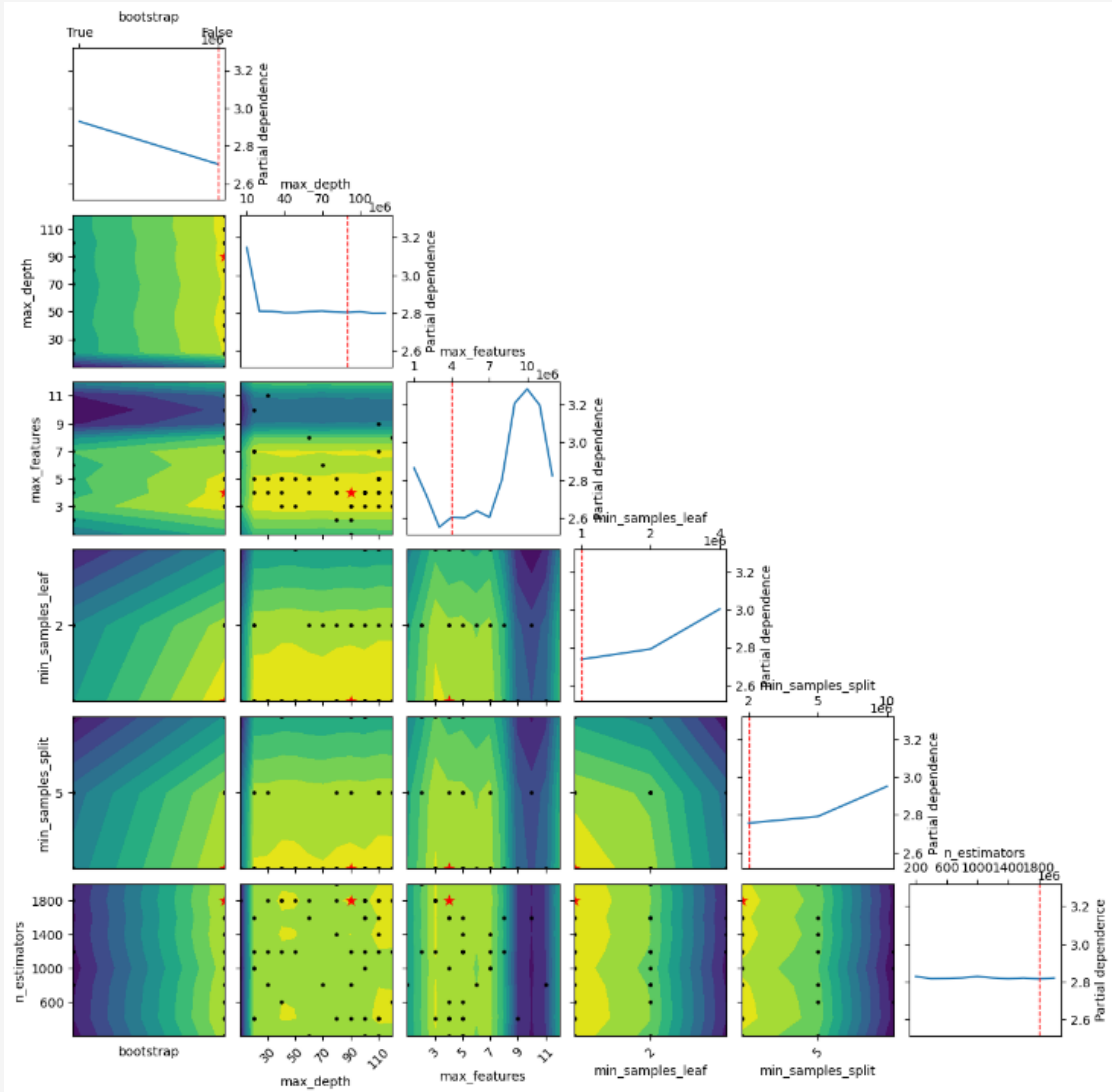 bootstrap
True False
1e6
3.2
3.0
2.8
2.6
Partial dependence
max_depth
10 40 70 100
1e6
110
90
70
50
30
max_depth
3.2
3.0
2.8
2.6
Partial dependence
max_features
1 4 7 10
1e6
11
9
7
5
3
max_features
3.2
3.0
2.8
2.6
Partial dependence
min_samples_leaf
1 2 4
1e6
2
min_samples_leaf
3.2
3.0
2.8
2.6
Partial dependence
min_samples_split
2 5 10
1e6
5
min_samples_split
3.2
3.0
2.8
2.6
Partial dependence
n_estimators
200 600 1000 1400 1800
1e6
1800
1400
1000
600
n_estimators
3.2
3.0
2.8
2.6
Partial dependence
bootstrap
30 50 70 90 110
max_depth
3 5 7 9 11
max_features
2
min_samples_leaf
5
min_samples_split